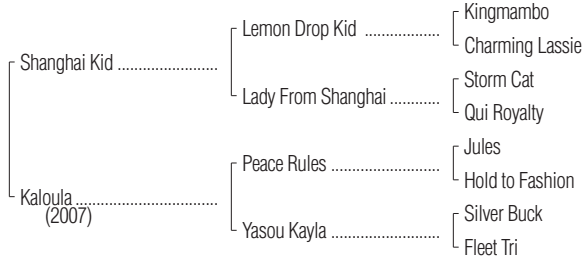 Kingmambo
Lemon Drop Kid ..................
Charming Lassie
Shanghai Kid ........................
Storm Cat
Lady From Shanghai ............
Qui Royalty
Jules
Peace Rules ..........................
Hold to Fashion
Kaloula ..................................
(2007)
Silver Buck
Yasou Kayla ..........................
Fleet Tri